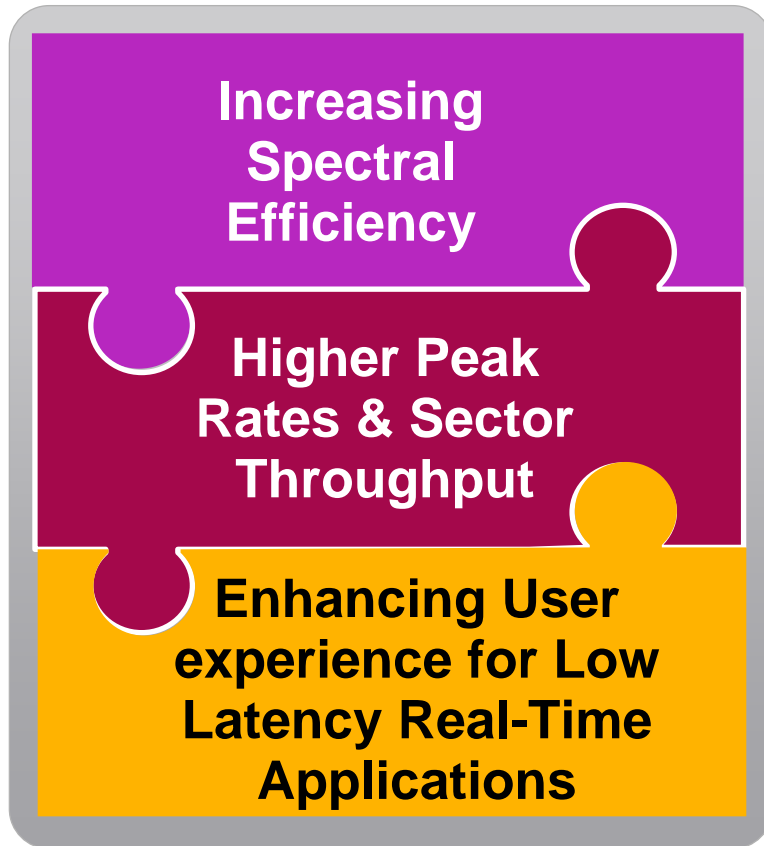 Increasing
Spectral
Efficiency
Higher Peak
Rates & Sector
Throughput
Enhancing User
experience for Low
Latency Real-Time
Applications